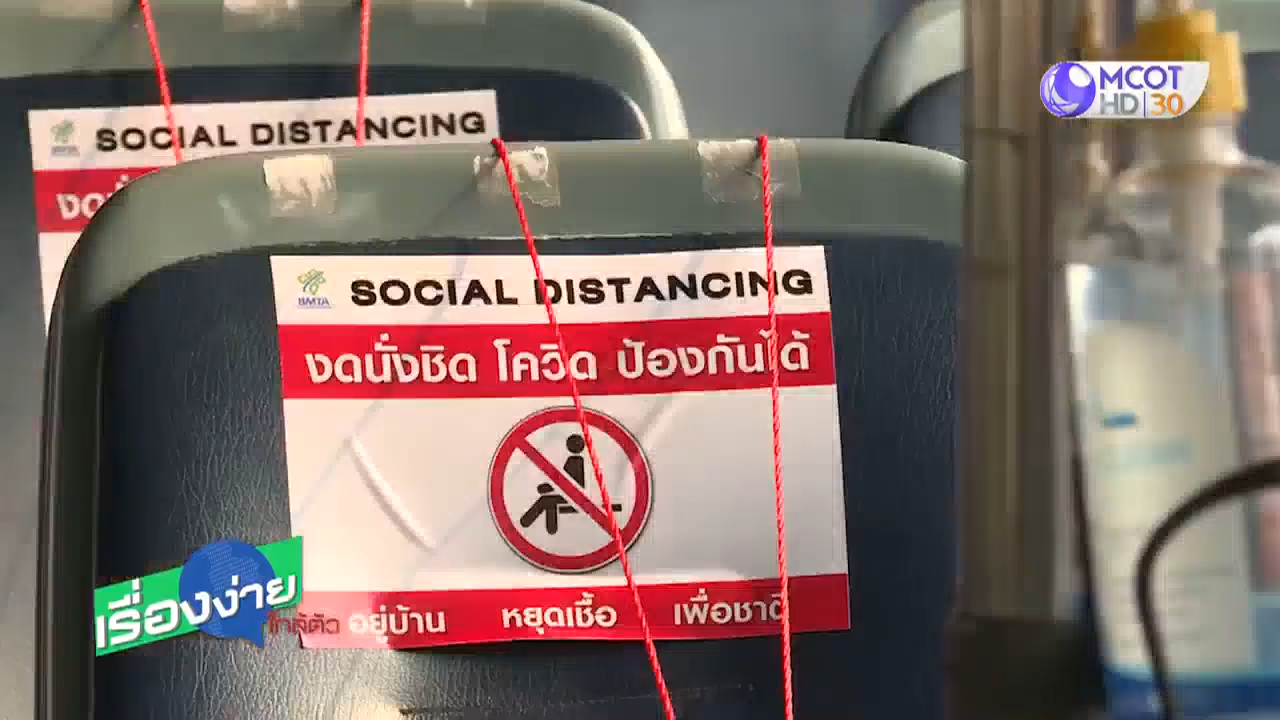 MCOT
HD 30
SOCIAL DISTANCING
BMTA
SOCIAL DISTANCING
งดนั่งชิด โควิด ป้องกันได้
เรื่องง่าย
ใกล้ตัว
อยู่บ้าน หยุดเชื้อ เพื่อชาติ